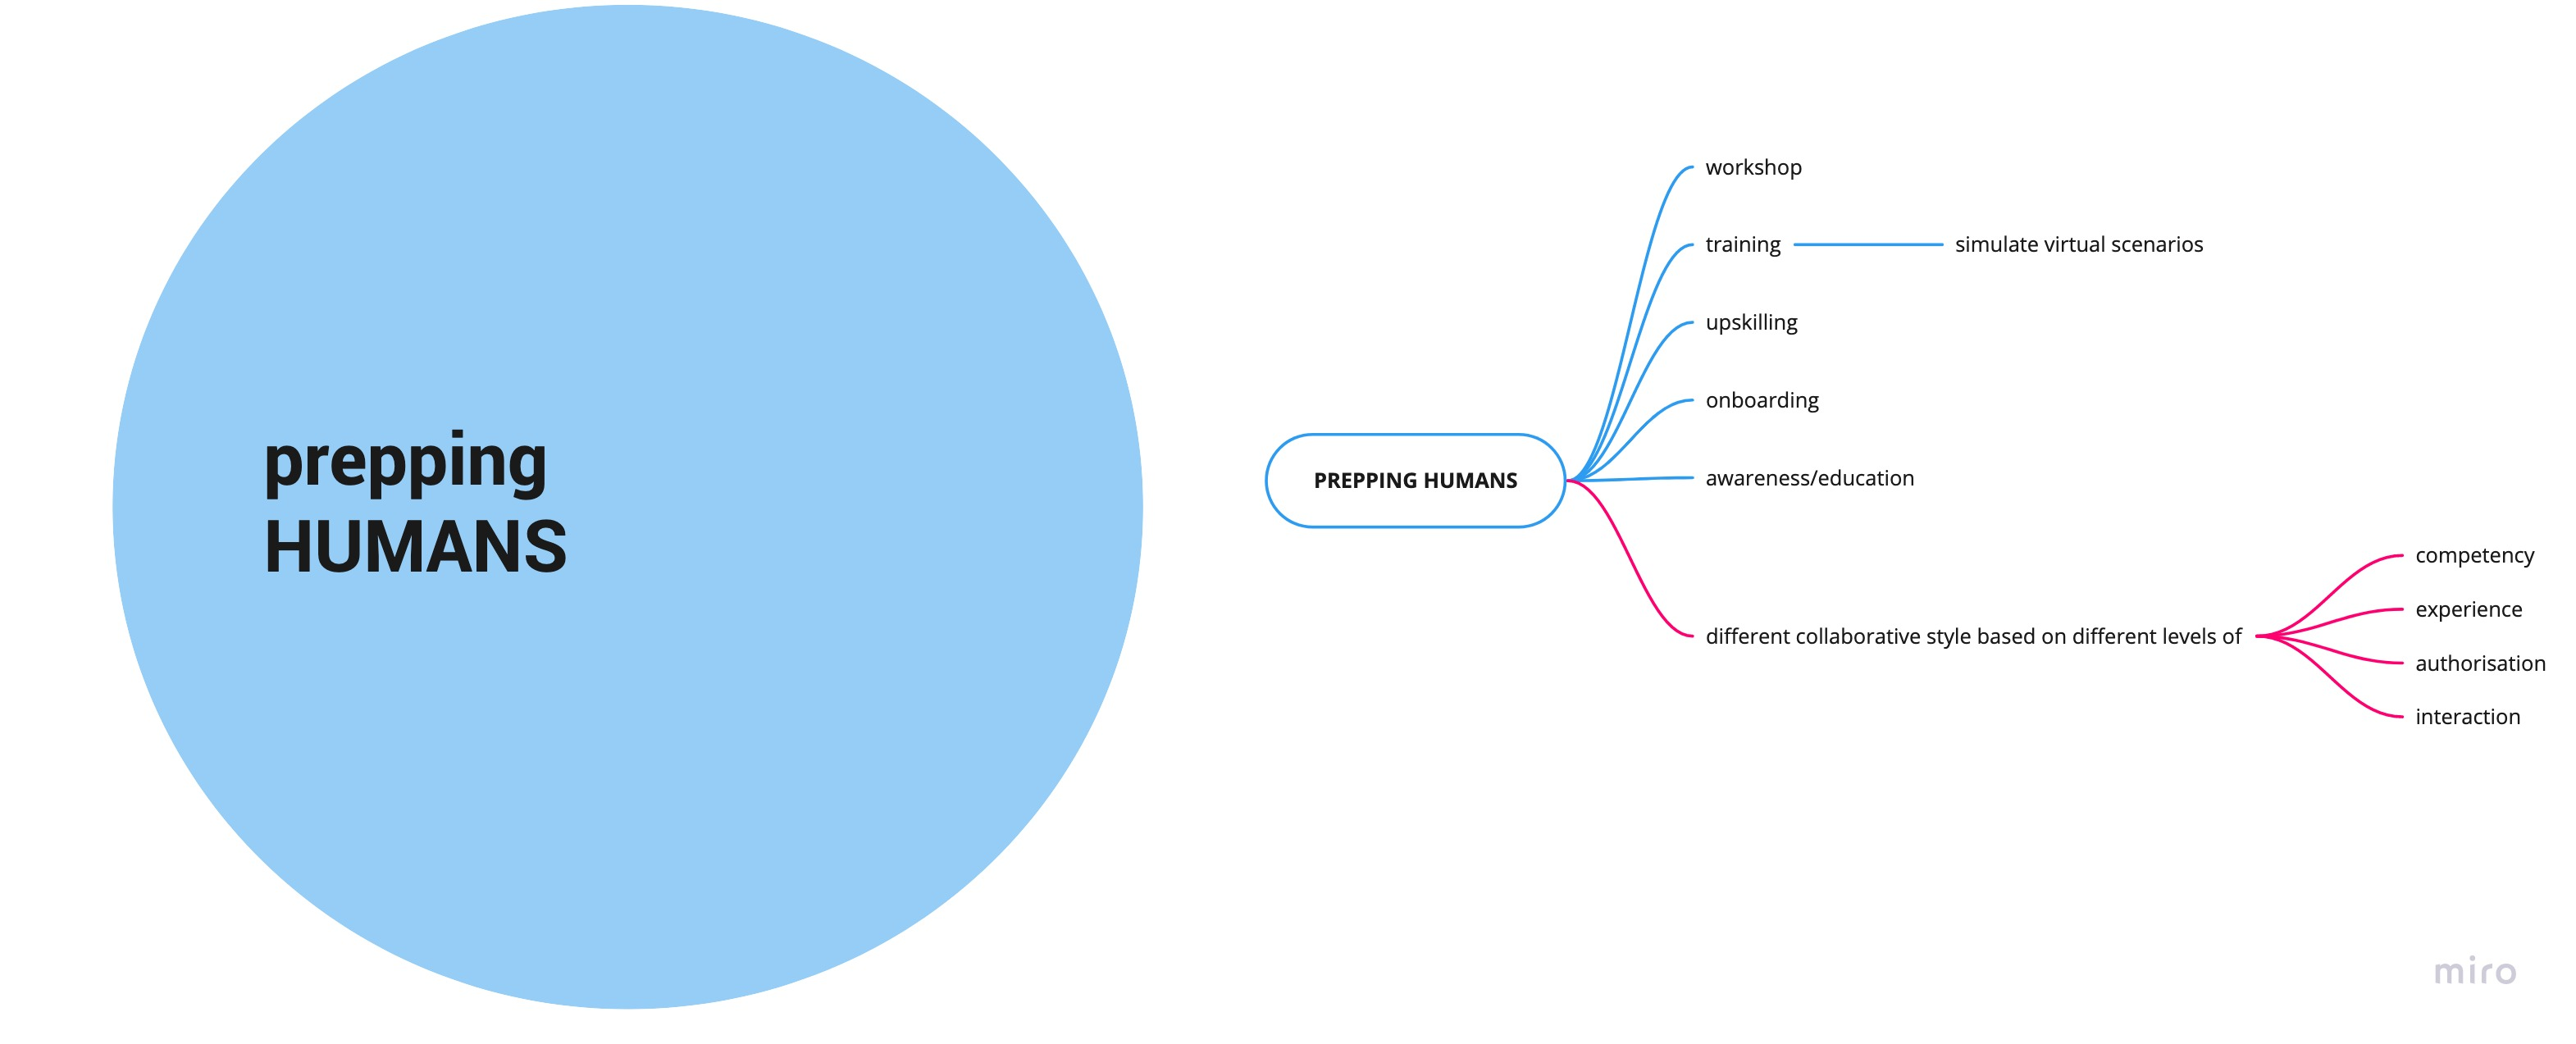 prepping
HUMANS
PREPPING HUMANS
workshop
training
simulate virtual scenarios
upskilling
onboarding
awareness/education
different collaborative style based on different levels of
competency
experience
authorisation
interaction
miro